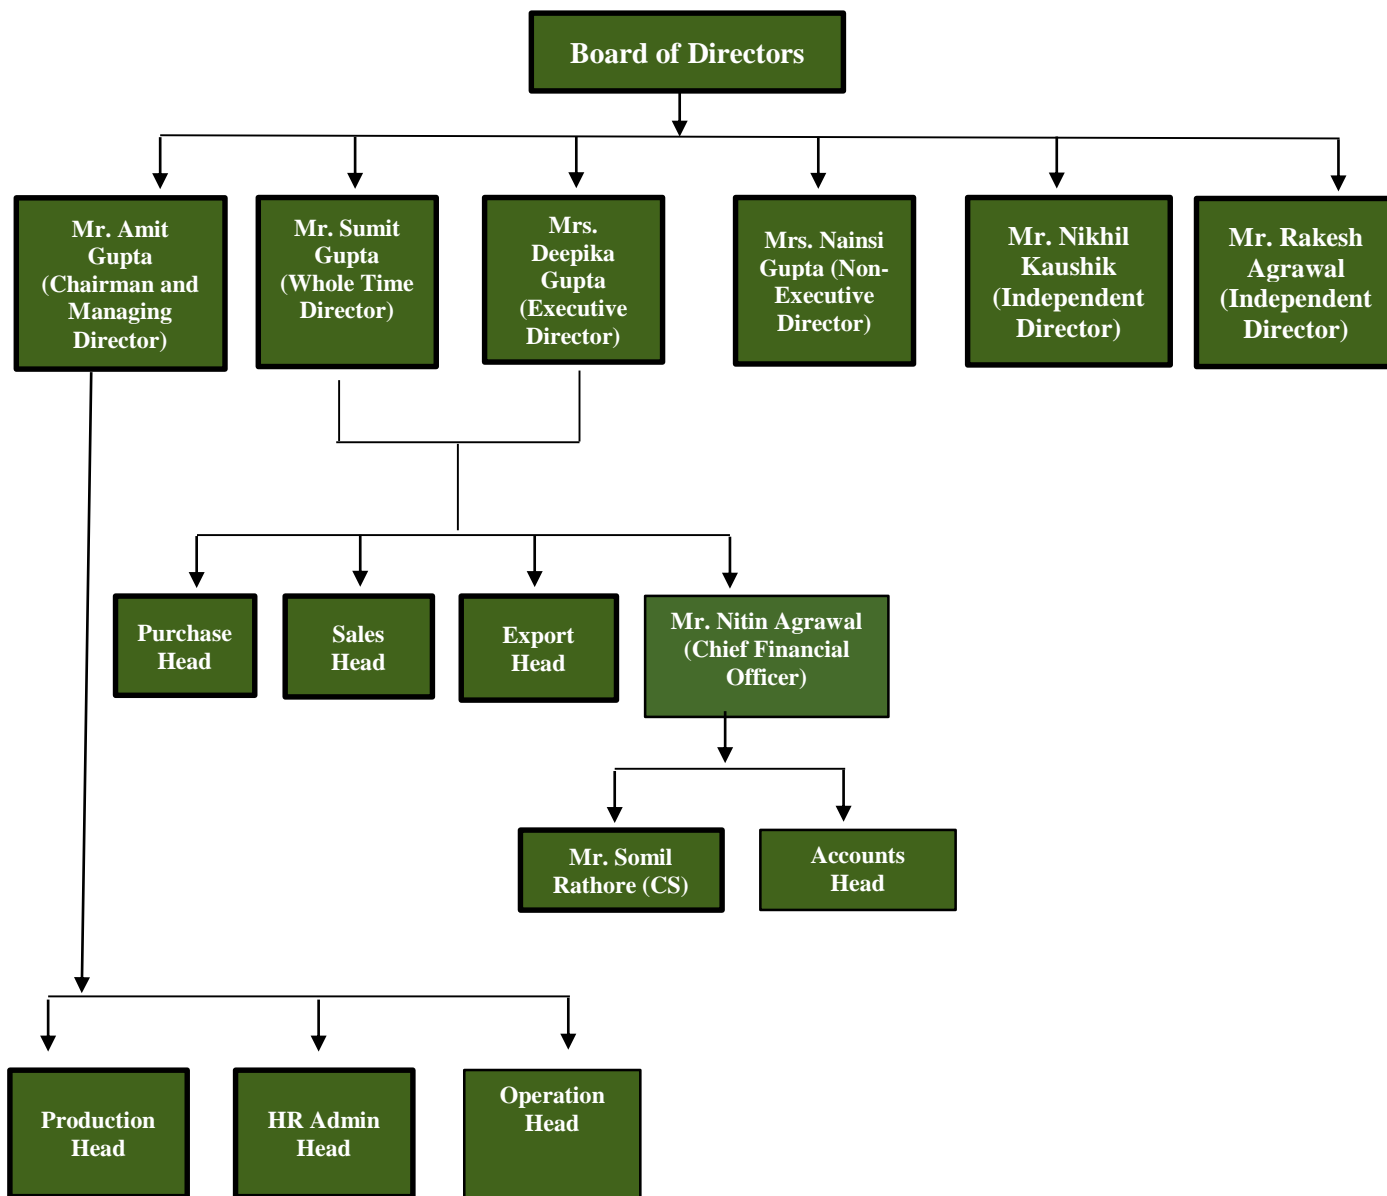 Board of Directors
Mr. Amit
Gupta
(Chairman and
Managing
Director)
Mr. Sumit
Gupta
(Whole Time
Director)
Mrs.
Deepika
Gupta
(Executive
Director)
Mrs. Nainsi
Gupta (Non-
Executive
Director)
Mr. Nikhil
Kaushik
(Independent
Director)
Mr. Rakesh
Agrawal
(Independent
Director)
Purchase
Head
Sales
Head
Export
Head
Mr. Nitin Agrawal
(Chief Financial
Officer)
Mr. Somil
Rathore (CS)
Accounts
Head
Production
Head
HR Admin
Head
Operation
Head